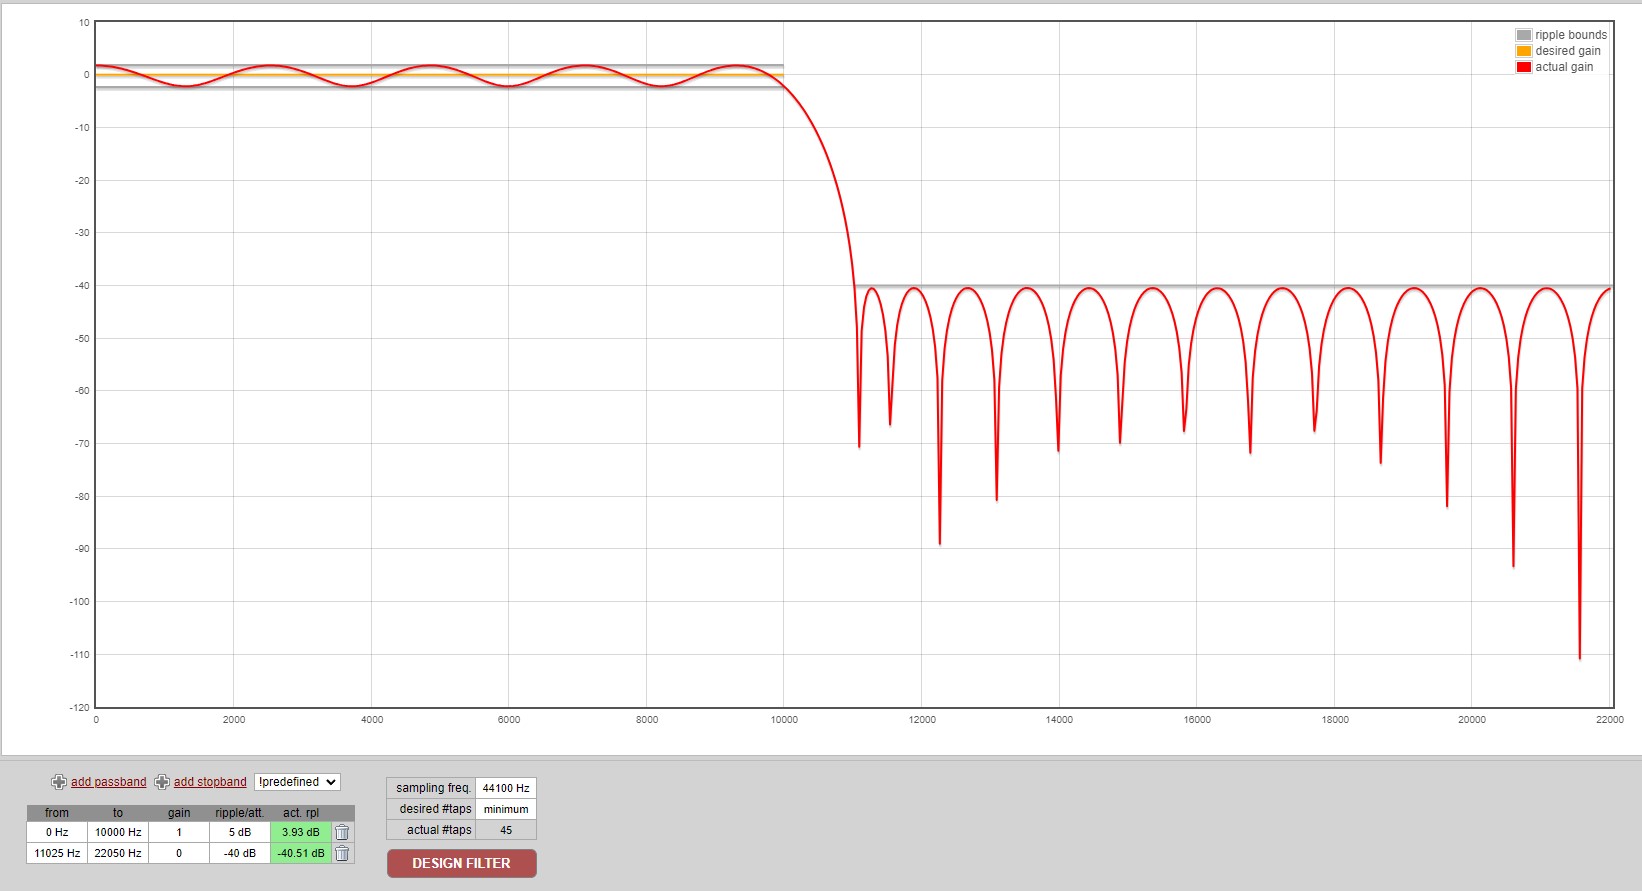 10
0
-10
-20
-30
-40
-50
-60
-70
-80
-90
-100
-110
-120
0 2000 4000 6000 8000 10000 12000 14000 16000 18000 20000 22000
ripple bounds
desired gain
actual gain
add passband add stopband !predefined
from to gain ripple/att. act. rpl
0 Hz 10000 Hz 1 5 dB 3.93 dB
11025 Hz 22050 Hz 0 -40 dB -40.51 dB
sampling freq. 44100 Hz
desired #taps minimum
actual #taps 45
DESIGN FILTER